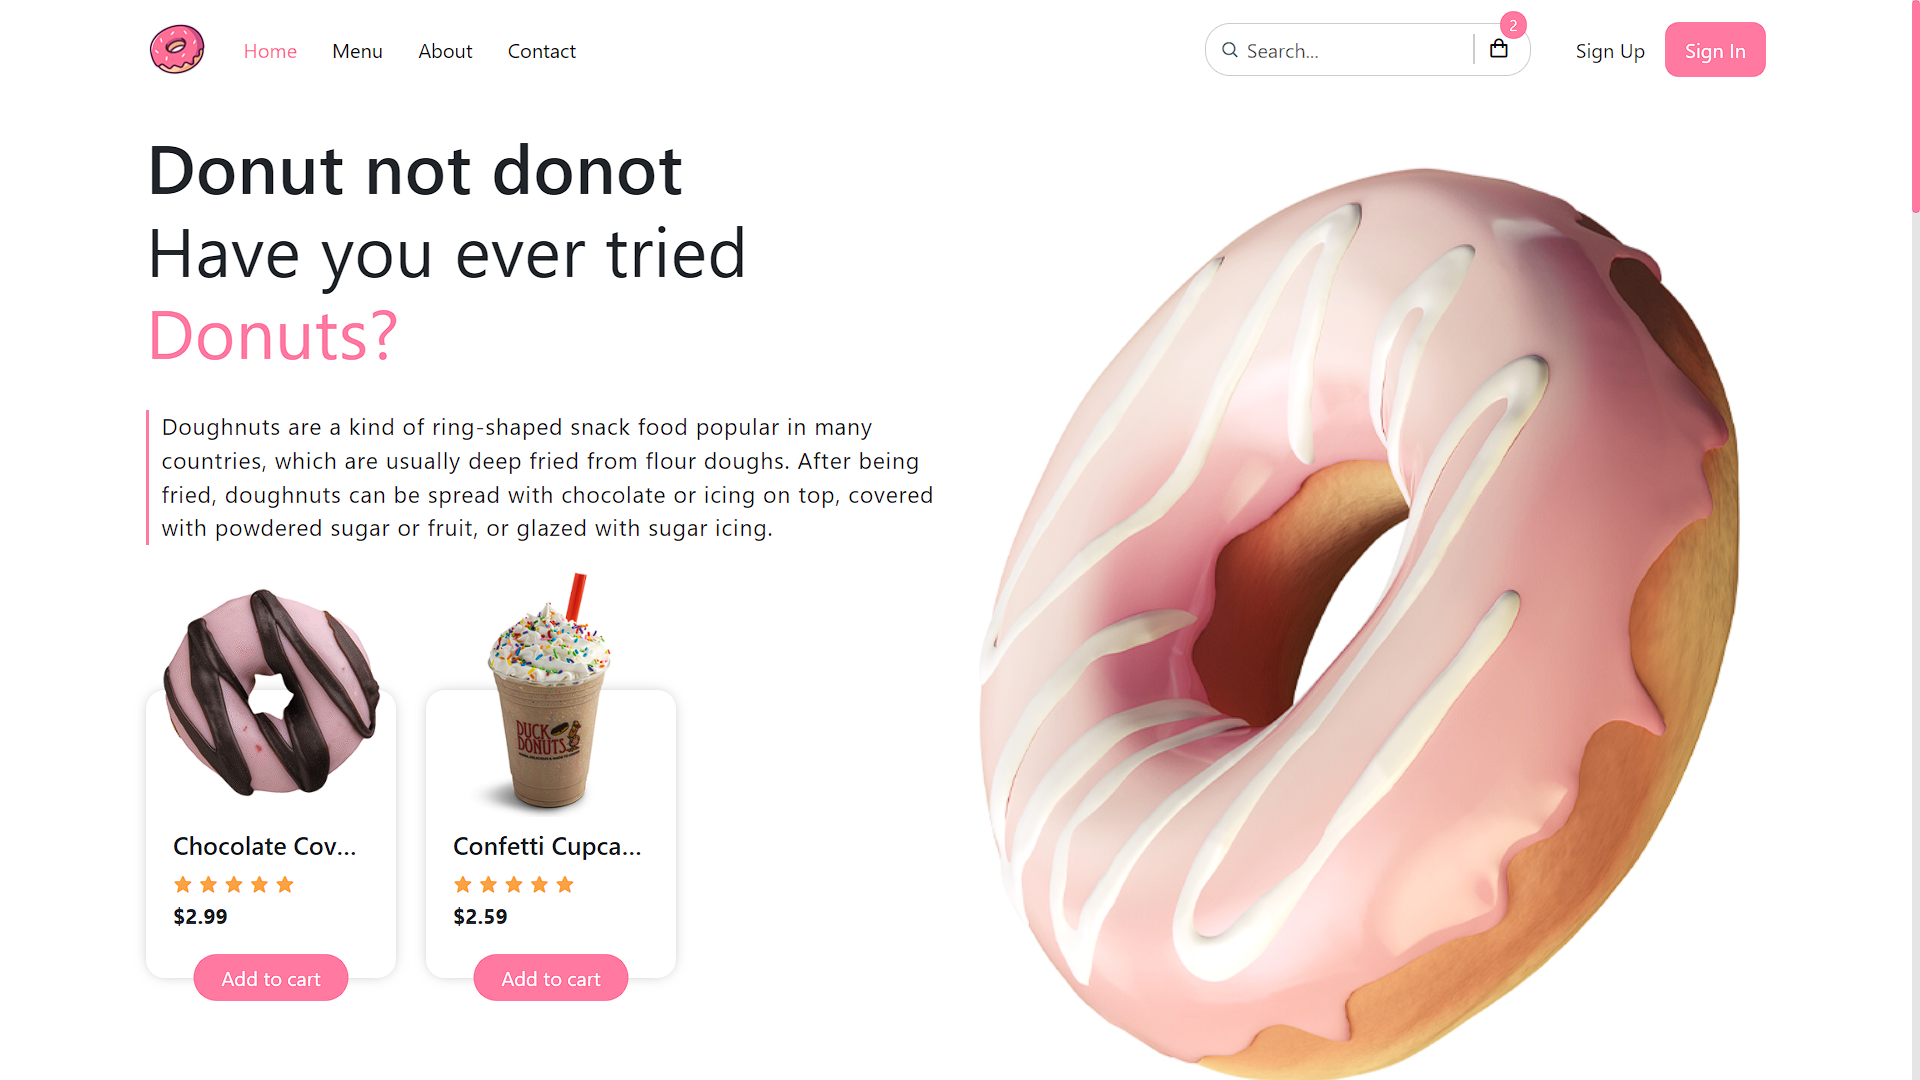 Home
Menu
About
Contact
Search...
2
Sign Up
Sign In
Donut not donot
Have you ever tried
Donuts?
Doughnuts are a kind of ring-shaped snack food popular in many
countries, which are usually deep fried from flour doughs. After being
fried, doughnuts can be spread with chocolate or icing on top, covered
with powdered sugar or fruit, or glazed with sugar icing.
DUCK
DONUTS
Chocolate Cov...
$2.99
Add to cart
Confetti Cupca...
$2.59
Add to cart